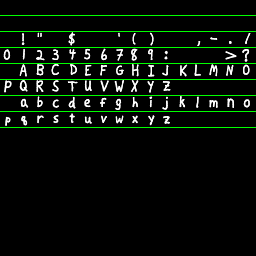 ! " $ ' ( ) , - . /
0 1 2 3 4 5 6 7 8 9 : > ?
A B C D E F G H I J K L M N O
P Q R S T U V W X Y Z
a b c d e f g h i j k l m n o
p q r s t u v w x y z